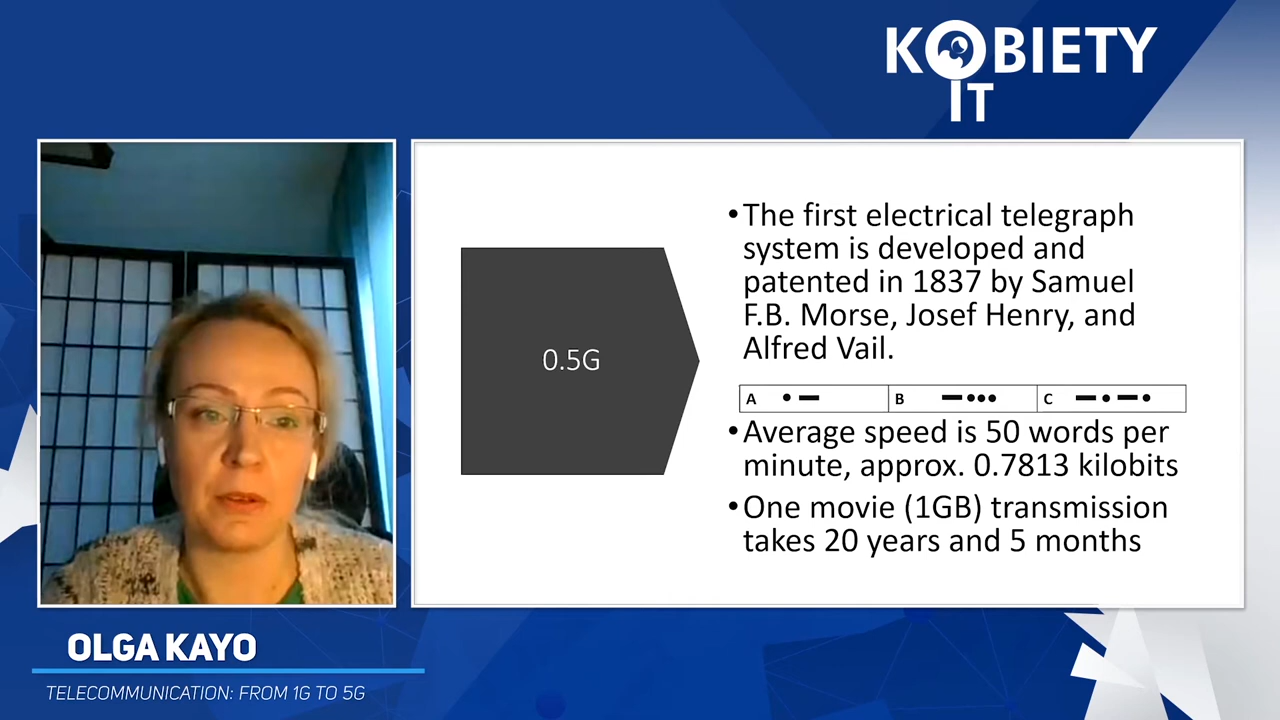 KOBIETY
IT
0.5G
•The first electrical telegraph
system is developed and
patented in 1837 by Samuel
F.B. Morse, Josef Henry, and
Alfred Vail.
A •— B —••• C —•—•
•Average speed is 50 words per
minute, approx. 0.7813 kilobits
•One movie (1GB) transmission
takes 20 years and 5 months
OLGA KAYO
TELECOMMUNICATION: FROM 1G TO 5G